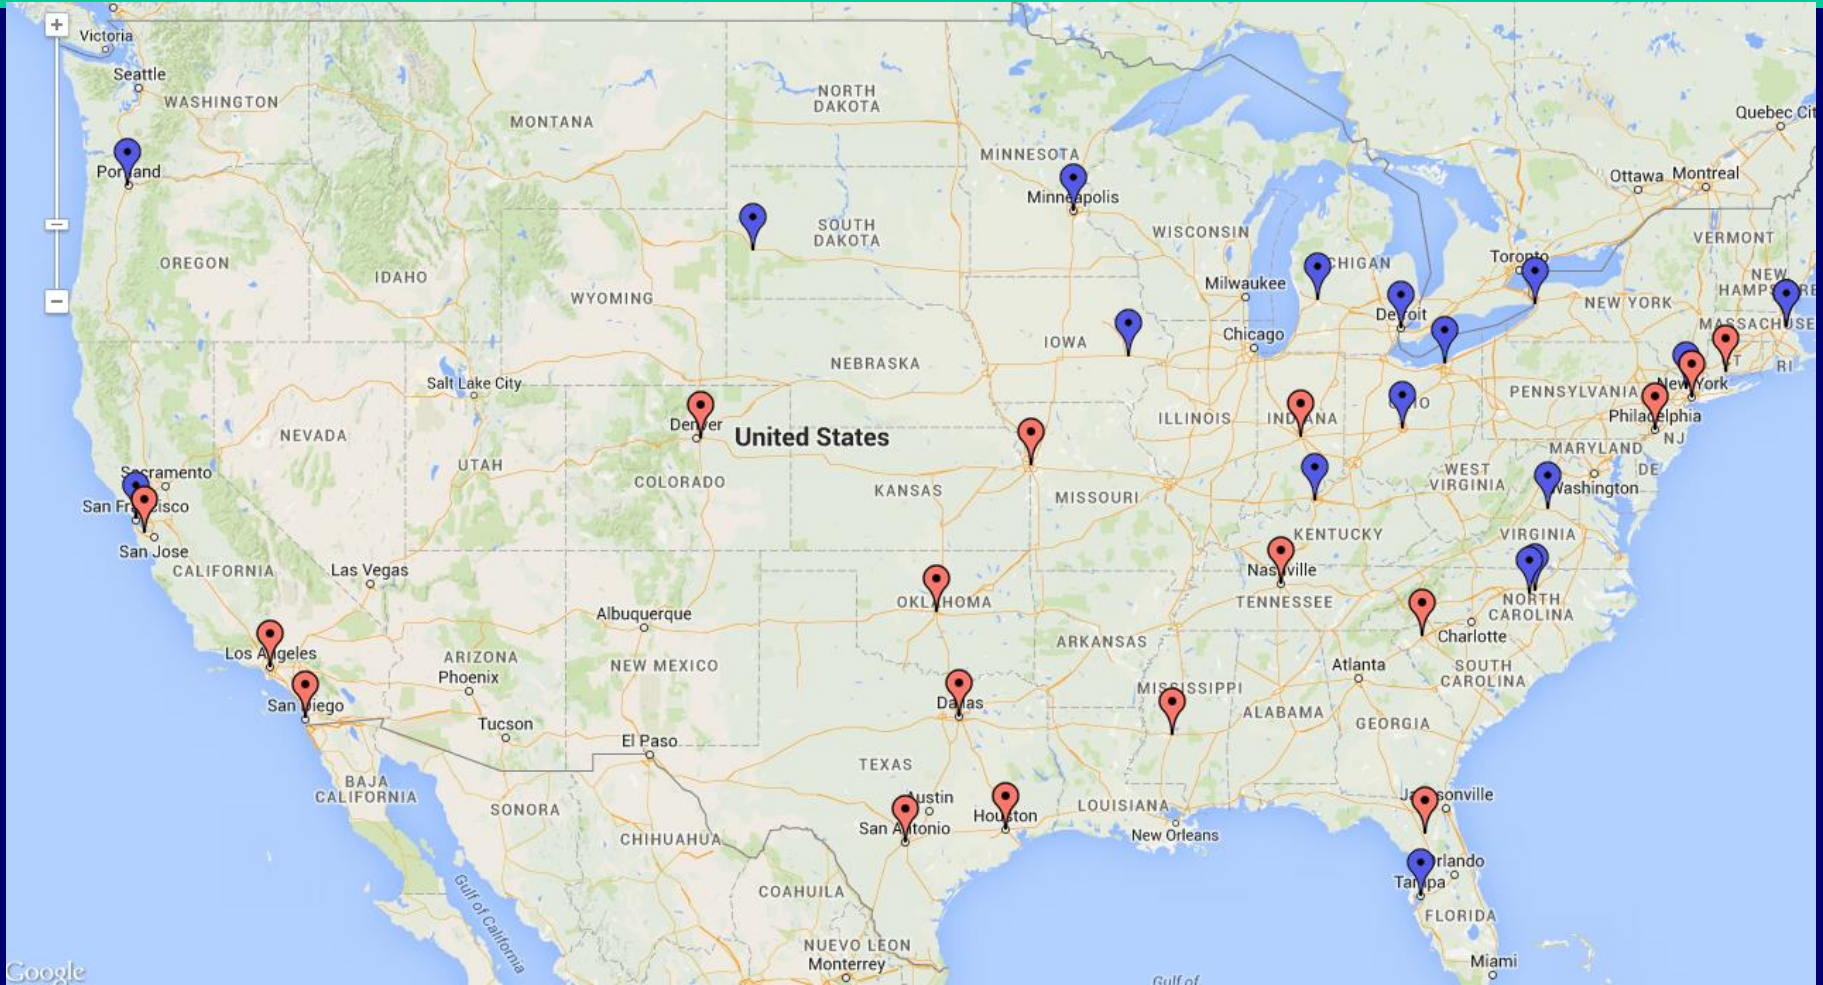 Victoria
Seattle
WASHINGTON
MONTANA
NORTH
DAKOTA
MINNESOTA
Quebec Cit
Portland
Ottawa
Montreal
Minneapolis
SOUTH
DAKOTA
WISCONSIN
VERMONT
OREGON
IDAHO
WYOMING
Milwaukee
CHIGAN
Toronto
NEW YORK
NEW
HAMPSHIRE
Detroit
MASSACHUSE
Chicago
IOWA
NEBRASKA
CT
RI
Salt Lake City
PENNSYLVANIA
New York
Denver
United States
ILLINOIS
INDIANA
OHIO
Philadelphia
NJ
NEVADA
UTAH
COLORADO
KANSAS
MISSOURI
WEST
VIRGINIA
MARYLAND
DE
Washington
Sacramento
San Francisco
San Jose
CALIFORNIA
Las Vegas
KENTUCKY
VIRGINIA
Nashville
TENNESSEE
NORTH
CAROLINA
Albuquerque
OKLAHOMA
ARKANSAS
Charlotte
Los Angeles
ARIZONA
Phoenix
NEW MEXICO
Atlanta
SOUTH
CAROLINA
San Diego
Tucson
Dallas
MISSISSIPPI
ALABAMA
GEORGIA
El Paso
TEXAS
BAJA
CALIFORNIA
SONORA
CHIHUAHUA
Austin
San Antonio
Houston
LOUISIANA
New Orleans
Jacksonville
Orlando
Tampa
FLORIDA
Gulf of California
COAHUILA
NUEVO LEON
Monterrey
Miami
Gulf of
Google